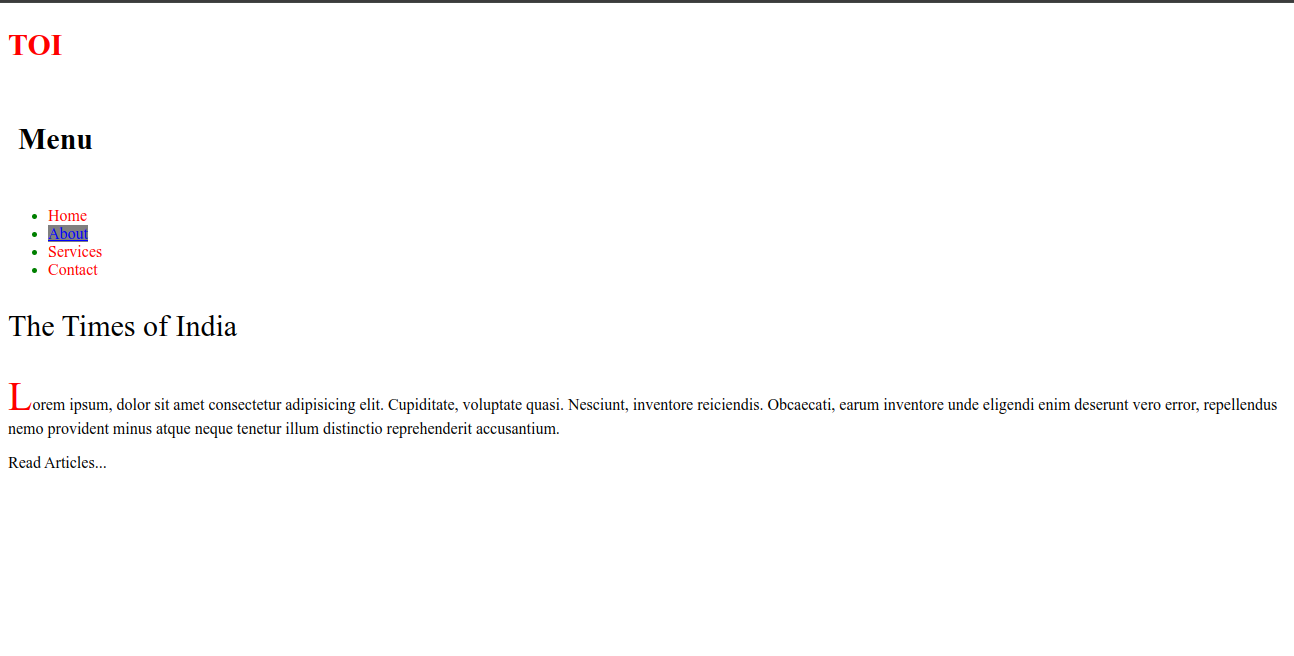 TOI
Menu
Home
About
Services
Contact
The Times of India
Lorem ipsum, dolor sit amet consectetur adipisicing elit. Cupiditate, voluptate quasi. Nesciunt, inventore reiciendis. Obcaecati, earum inventore unde eligendi enim deserunt vero error, repellendus
nemo provident minus atque neque tenetur illum distinctio reprehenderit accusantium.
Read Articles...